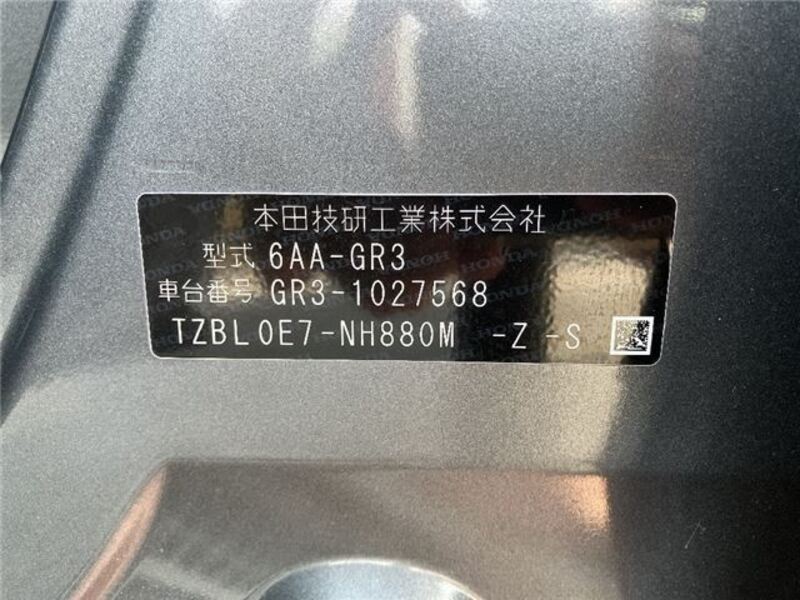 本田技研工業株式会社
型式 6AA-GR3
車台番号 GR3-1027568
TZBL0E7-NH880M -Z -S